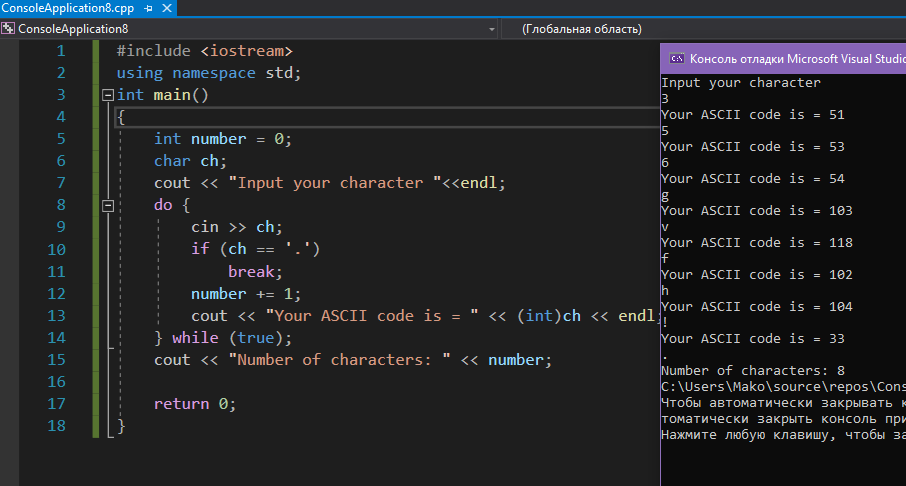 ConsoleApplication8.cpp
ConsoleApplication8
(Глобальная область)
1 #include <iostream>
2 using namespace std;
3 int main()
4 {
5 int number = 0;
6 char ch;
7 cout << "Input your character "<<endl;
8 do {
9 cin >> ch;
10 if (ch == '.')
11 break;
12 number += 1;
13 cout << "Your ASCII code is = " << (int)ch << endl;
14 } while (true);
15 cout << "Number of characters: " << number;
16
17 return 0;
18 }
Консоль отладки Microsoft Visual Studio
Input your character
3
Your ASCII code is = 51
5
Your ASCII code is = 53
6
Your ASCII code is = 54
g
Your ASCII code is = 103
v
Your ASCII code is = 118
f
Your ASCII code is = 102
h
Your ASCII code is = 104
!
Your ASCII code is = 33
.
Number of characters: 8
C:\Users\Mako\source\repos\Cons
Чтобы автоматически закрывать к
томатически закрыть консоль при
Нажмите любую клавишу, чтобы за